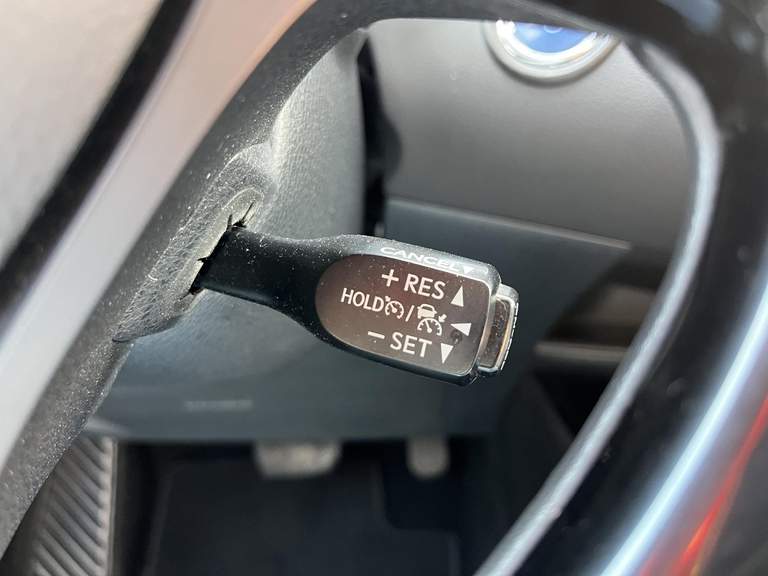 CANCEL
+ RES
HOLD /
− SET